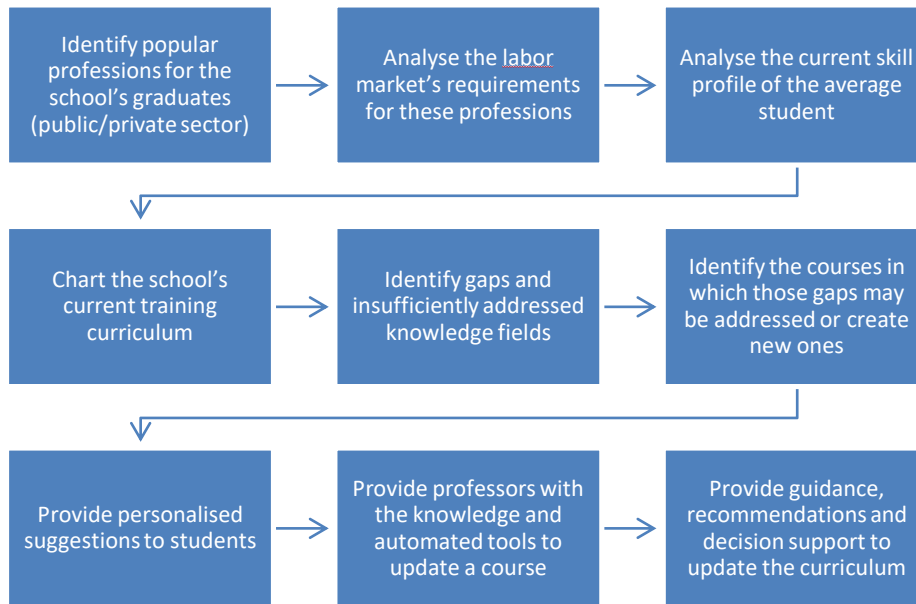 Identify popular
professions for the
school’s graduates
(public/private sector)
Analyse the labor
market’s requirements
for these professions
Analyse the current skill
profile of the average
student
Chart the school’s
current training
curriculum
Identify gaps and
insufficiently addressed
knowledge fields
Identify the courses in
which those gaps may
be addressed or create
new ones
Provide personalised
suggestions to students
Provide professors with
the knowledge and
automated tools to
update a course
Provide guidance,
recommendations and
decision support to
update the curriculum